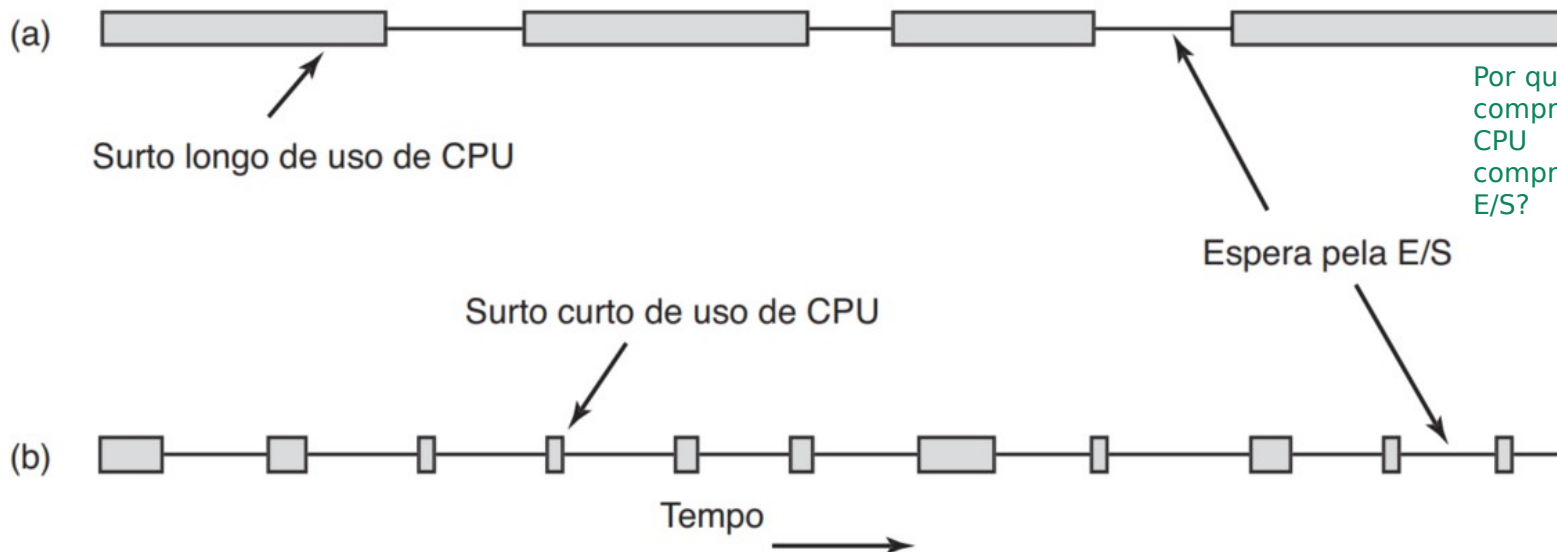 (a)
Surto longo de uso de CPU
Por qu
compr
CPU
compr
E/S?
Espera pela E/S
Surto curto de uso de CPU
(b)
Tempo